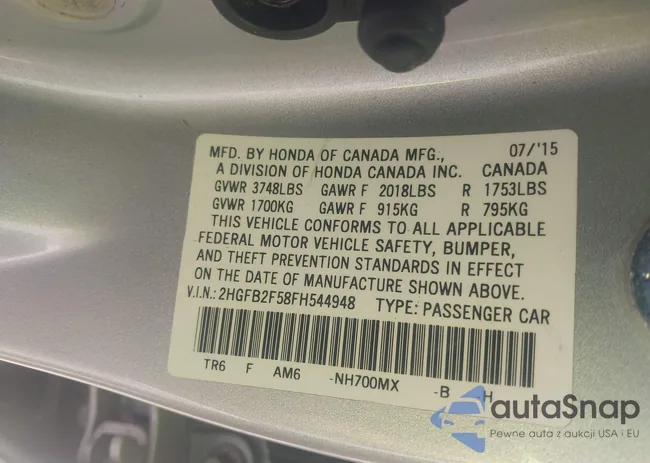 MFD. BY HONDA OF CANADA MFG., 07/'15
A DIVISION OF HONDA CANADA INC. CANADA
GVWR 3748LBS GAWR F 2018LBS R 1753LBS
GVWR 1700KG GAWR F 915KG R 795KG
THIS VEHICLE CONFORMS TO ALL APPLICABLE
FEDERAL MOTOR VEHICLE SAFETY, BUMPER,
AND THEFT PREVENTION STANDARDS IN EFFECT
ON THE DATE OF MANUFACTURE SHOWN ABOVE.
V.I.N.: 2HGFB2F58FH544948 TYPE: PASSENGER CAR
TR6 F AM6 -NH700MX -B H
autaSnap
Pewne auta z aukcji USA i EU